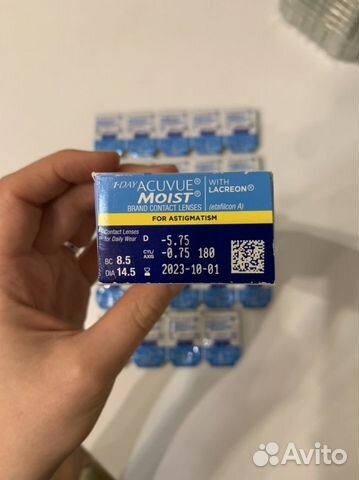 1-DAY ACUVUE® MOIST®
BRAND CONTACT LENSES
WITH LACREON®
(etafilcon A)
FOR ASTIGMATISM
Contact Lenses for Daily Wear
D -5.75
CYL/AXIS -0.75 180
BC 8.5
DIA 14.5 2023-10-01
Avito